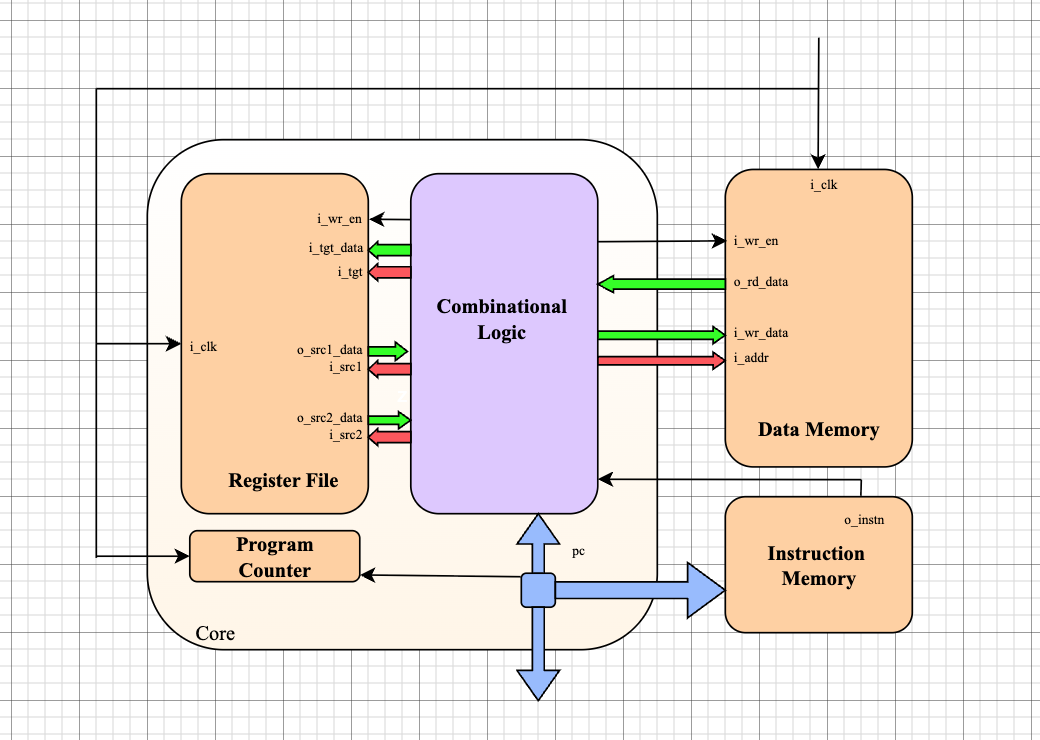 i_clk
i_wr_en
i_tgt_data
i_tgt
i_clk
o_src1_data
i_src1
o_src2_data
i_src2
Register File
Combinational
Logic
i_wr_en
o_rd_data
i_wr_data
i_addr
Data Memory
o_instn
Instruction
Memory
Program
Counter
pc
Core